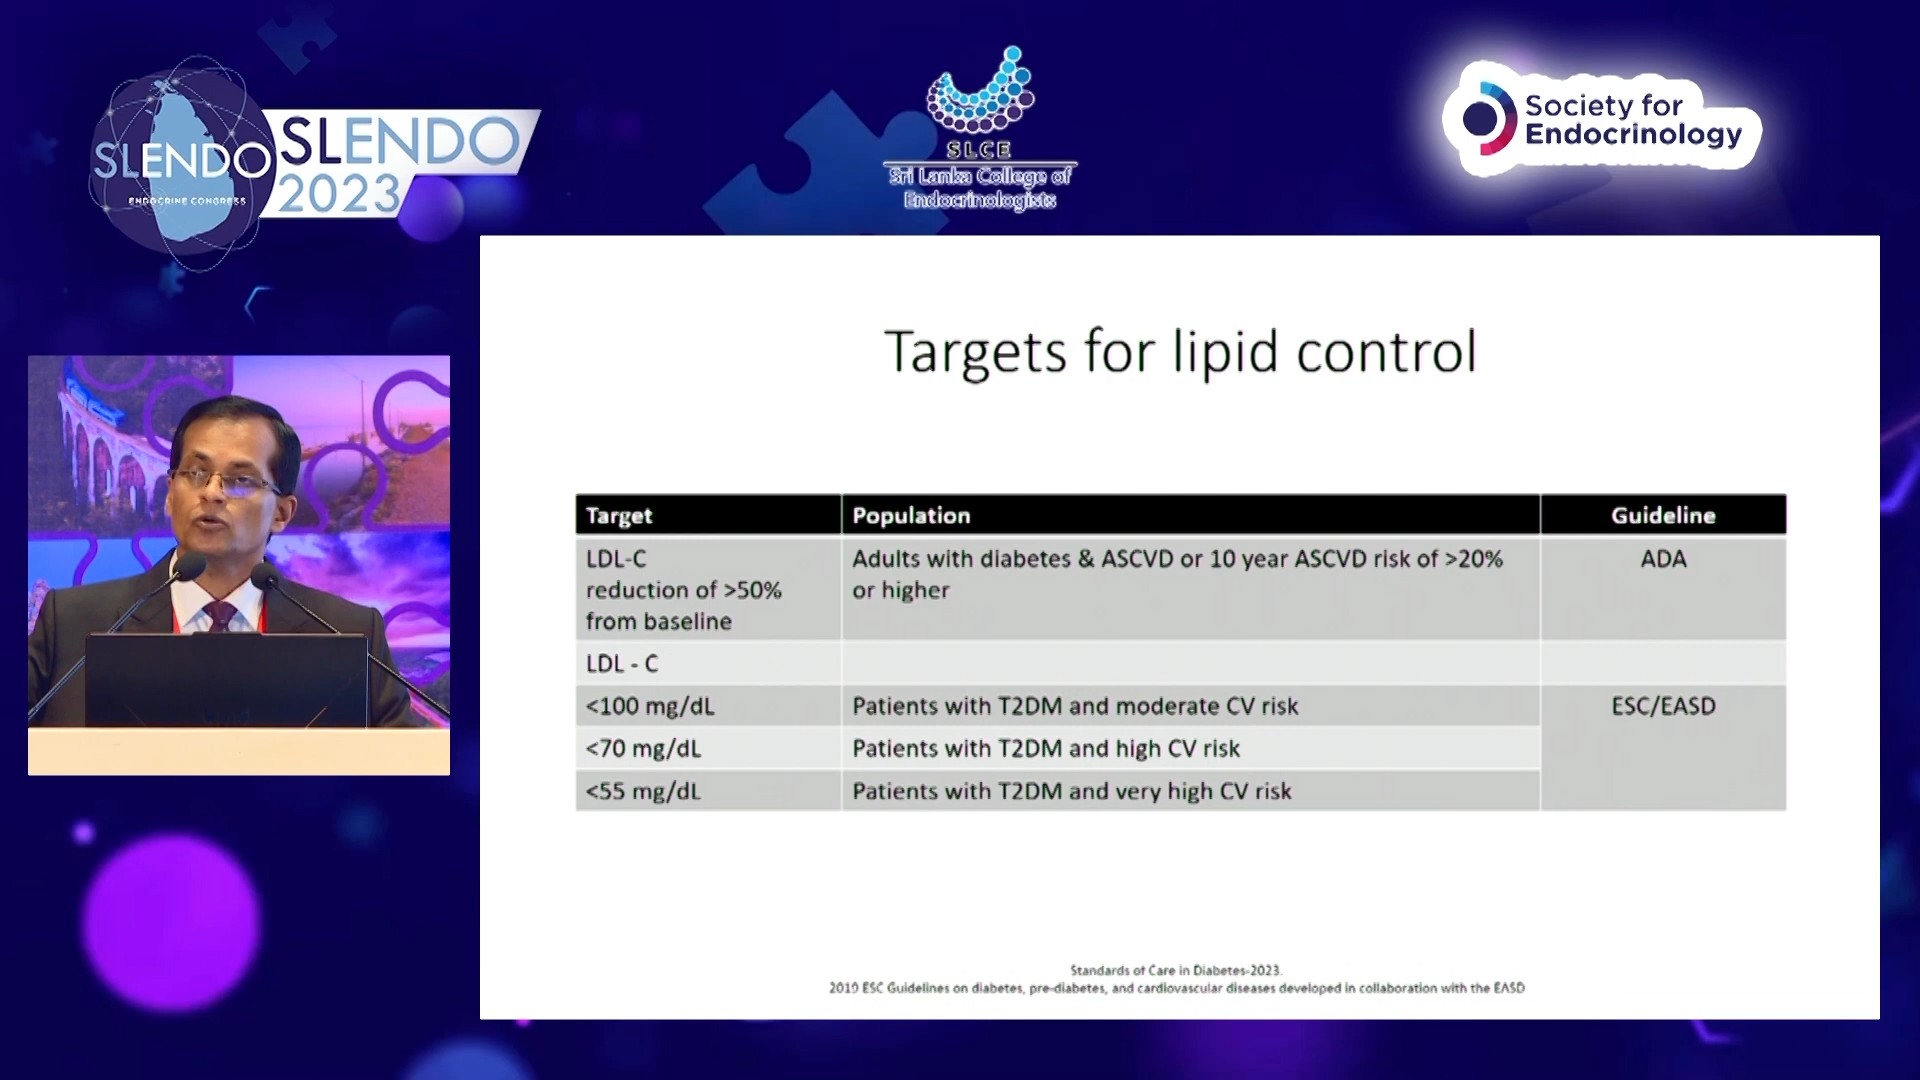 SLENDO
ENDOCRINE CONGRESS
SLENDO
2023
SLCE
Sri Lanka College of
Endocrinologists
Society for
Endocrinology
Targets for lipid control
Target Population Guideline
LDL-C
reduction of >50%
from baseline
Adults with diabetes & ASCVD or 10 year ASCVD risk of >20%
or higher
ADA
LDL - C
<100 mg/dL Patients with T2DM and moderate CV risk ESC/EASD
<70 mg/dL Patients with T2DM and high CV risk
<55 mg/dL Patients with T2DM and very high CV risk
Standards of Care in Diabetes-2023.
2019 ESC Guidelines on diabetes, pre-diabetes, and cardiovascular diseases developed in collaboration with the EASD